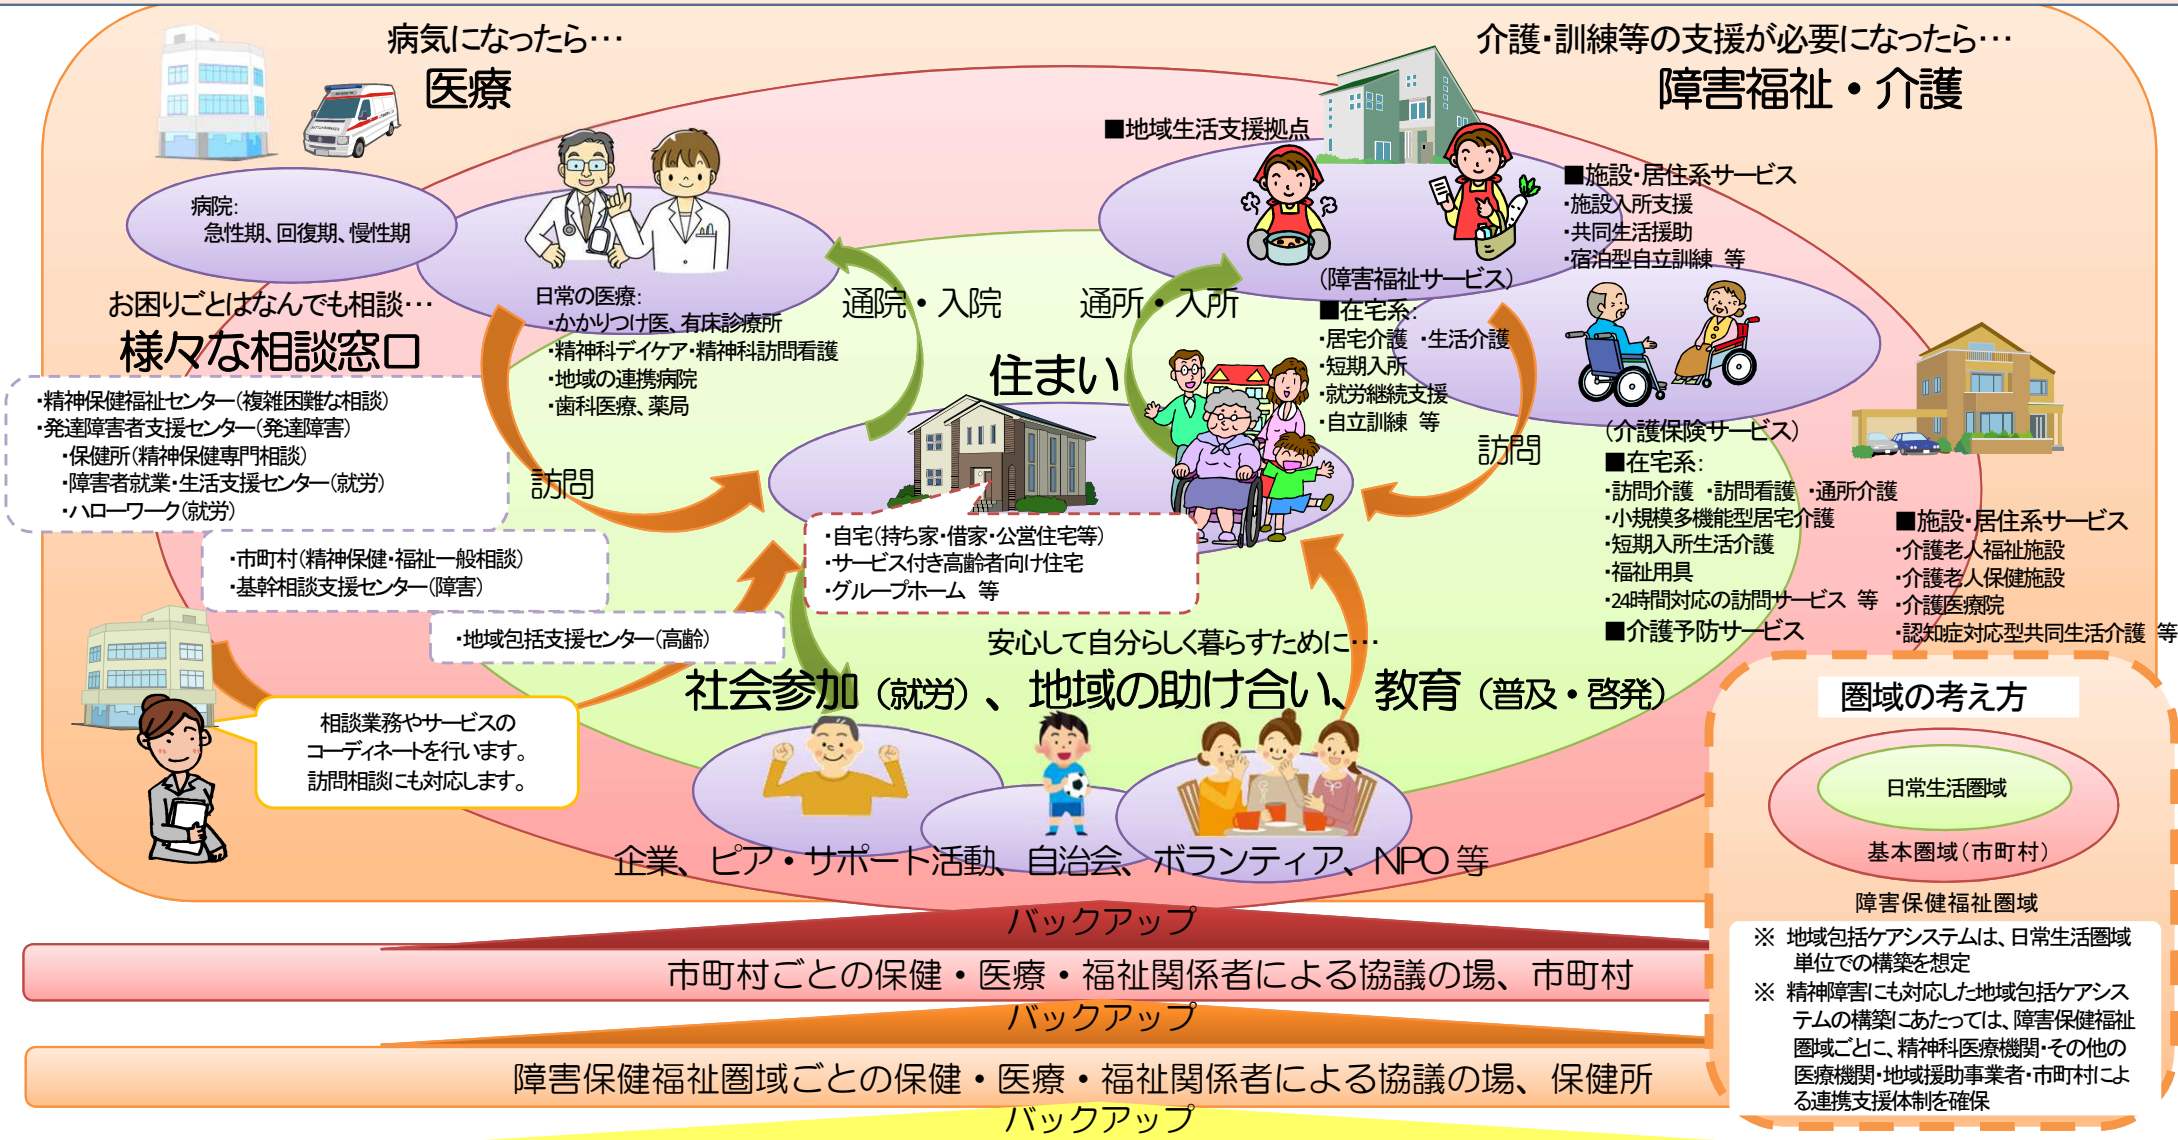 病気になったら…
医療
介護・訓練等の支援が必要になったら…
障害福祉・介護
病院:
急性期、回復期、慢性期
日常の医療:
・かかりつけ医、有床診療所
・精神科デイケア・精神科訪問看護
・地域の連携病院
・歯科医療、薬局
通院・入院
通所・入所
■地域生活支援拠点
■施設・居住系サービス
・施設入所支援
・共同生活援助
・宿泊型自立訓練 等
(障害福祉サービス)
■在宅系:
・居宅介護 ・生活介護
・短期入所
・就労継続支援
・自立訓練 等
訪問
(介護保険サービス)
■在宅系:
・訪問介護 ・訪問看護 ・通所介護
・小規模多機能型居宅介護
・短期入所生活介護
・福祉用具
・24時間対応の訪問サービス 等
■介護予防サービス
■施設・居住系サービス
・介護老人福祉施設
・介護老人保健施設
・介護医療院
・認知症対応型共同生活介護 等
お困りごとはなんでも相談…
様々な相談窓口
・精神保健福祉センター(複雑困難な相談)
・発達障害者支援センター(発達障害)
・保健所(精神保健専門相談)
・障害者就業・生活支援センター(就労)
・ハローワーク(就労)
・市町村(精神保健・福祉一般相談)
・基幹相談支援センター(障害)
・地域包括支援センター(高齢)
訪問
住まい
・自宅(持ち家・借家・公営住宅等)
・サービス付き高齢者向け住宅
・グループホーム 等
相談業務やサービスの
コーディネートを行います。
訪問相談にも対応します。
安心して自分らしく暮らすために…
社会参加(就労)、地域の助け合い、教育(普及・啓発)
企業、ピア・サポート活動、自治会、ボランティア、NPO 等
バックアップ
市町村ごとの保健・医療・福祉関係者による協議の場、市町村
バックアップ
障害保健福祉圏域ごとの保健・医療・福祉関係者による協議の場、保健所
バックアップ
圏域の考え方
日常生活圏域
基本圏域(市町村)
障害保健福祉圏域
※ 地域包括ケアシステムは、日常生活圏域
単位での構築を想定
※ 精神障害にも対応した地域包括ケアシス
テムの構築にあたっては、障害保健福祉
圏域ごとに、精神科医療機関・その他の
医療機関・地域援助事業者・市町村によ
る連携支援体制を確保